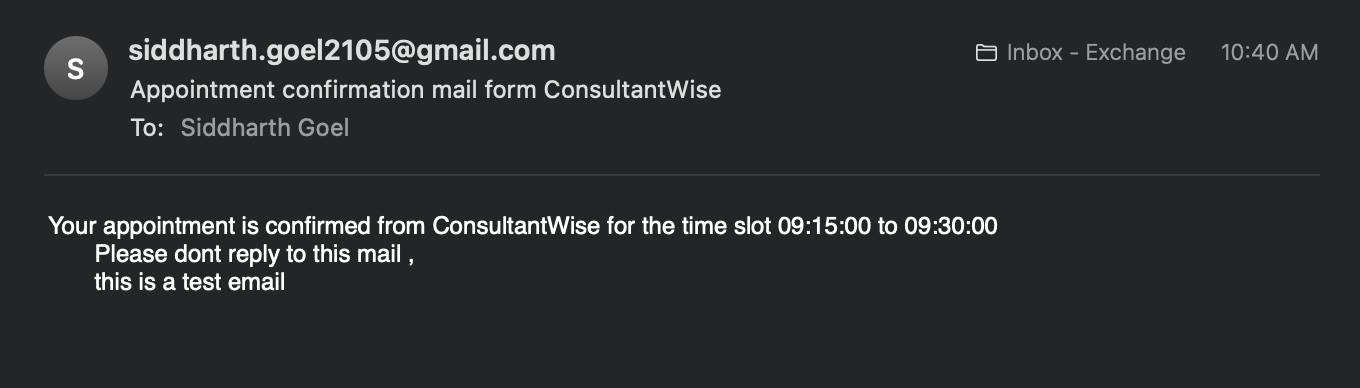 S
siddharth.goel2105@gmail.com
Inbox - Exchange 10:40 AM
Appointment confirmation mail form ConsultantWise
To: Siddharth Goel
Your appointment is confirmed from ConsultantWise for the time slot 09:15:00 to 09:30:00
Please dont reply to this mail ,
this is a test email